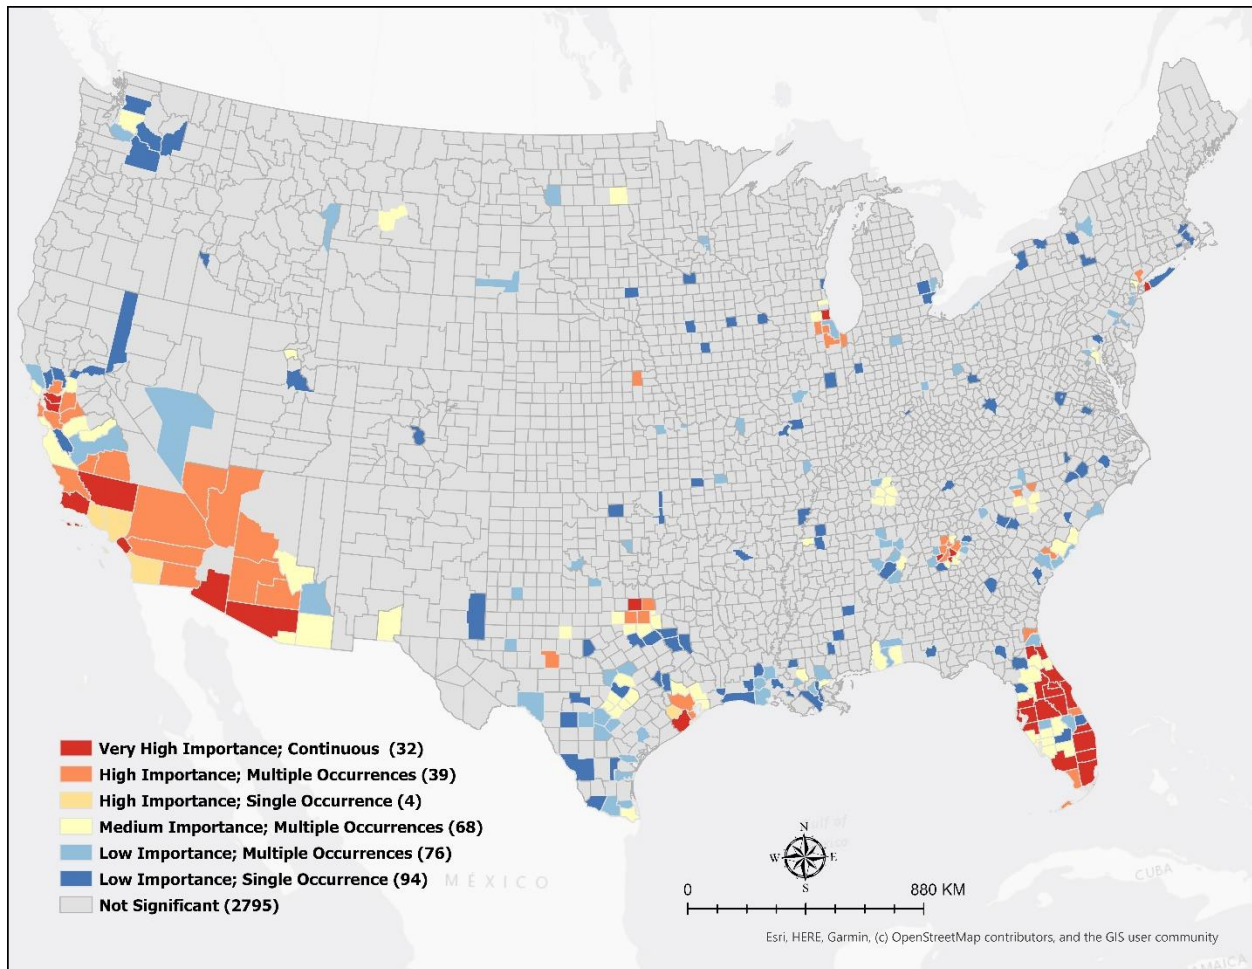 Very High Importance; Continuous (32)
High Importance; Multiple Occurrences (39)
High Importance; Single Occurrence (4)
Medium Importance; Multiple Occurrences (68)
Low Importance; Multiple Occurrences (76)
Low Importance; Single Occurrence (94)
Not Significant (2795)
MÉXICO
N
W
E
S
CUBA
0
880 KM
Esri, HERE, Garmin, (c) OpenStreetMap contributors, and the GIS user community